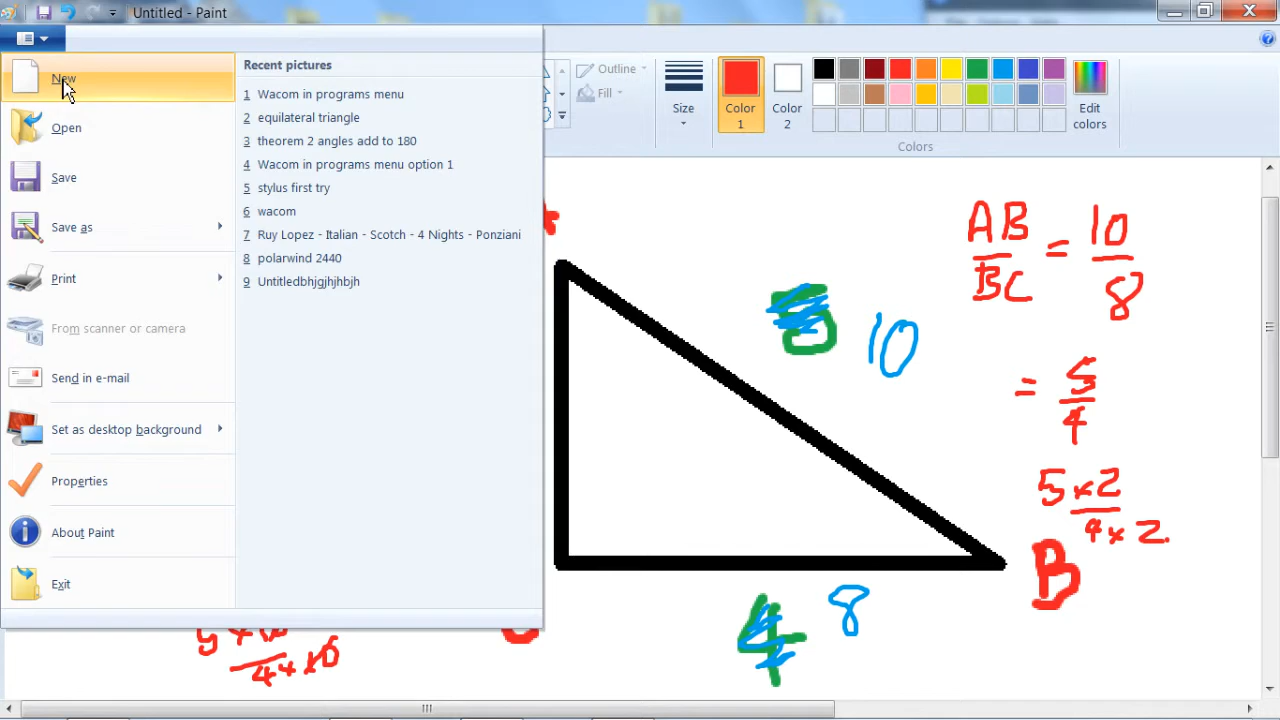 Untitled - Paint
New
Open
Save
Save as
Print
From scanner or camera
Send in e-mail
Set as desktop background
Properties
About Paint
Exit
Recent pictures
1 Wacom in programs menu
2 equilateral triangle
3 theorem 2 angles add to 180
4 Wacom in programs menu option 1
5 stylus first try
6 wacom
7 Ruy Lopez - Italian - Scotch - 4 Nights - Ponziani
8 polarwind 2440
9 Untitledbhjgjhjhbjh
Outline
Fill
Size
Color 1
Color 2
Edit colors
Colors
AB
BC
=
10
8
=
5
4
5 × 2
4 × 2
B
10
4
8